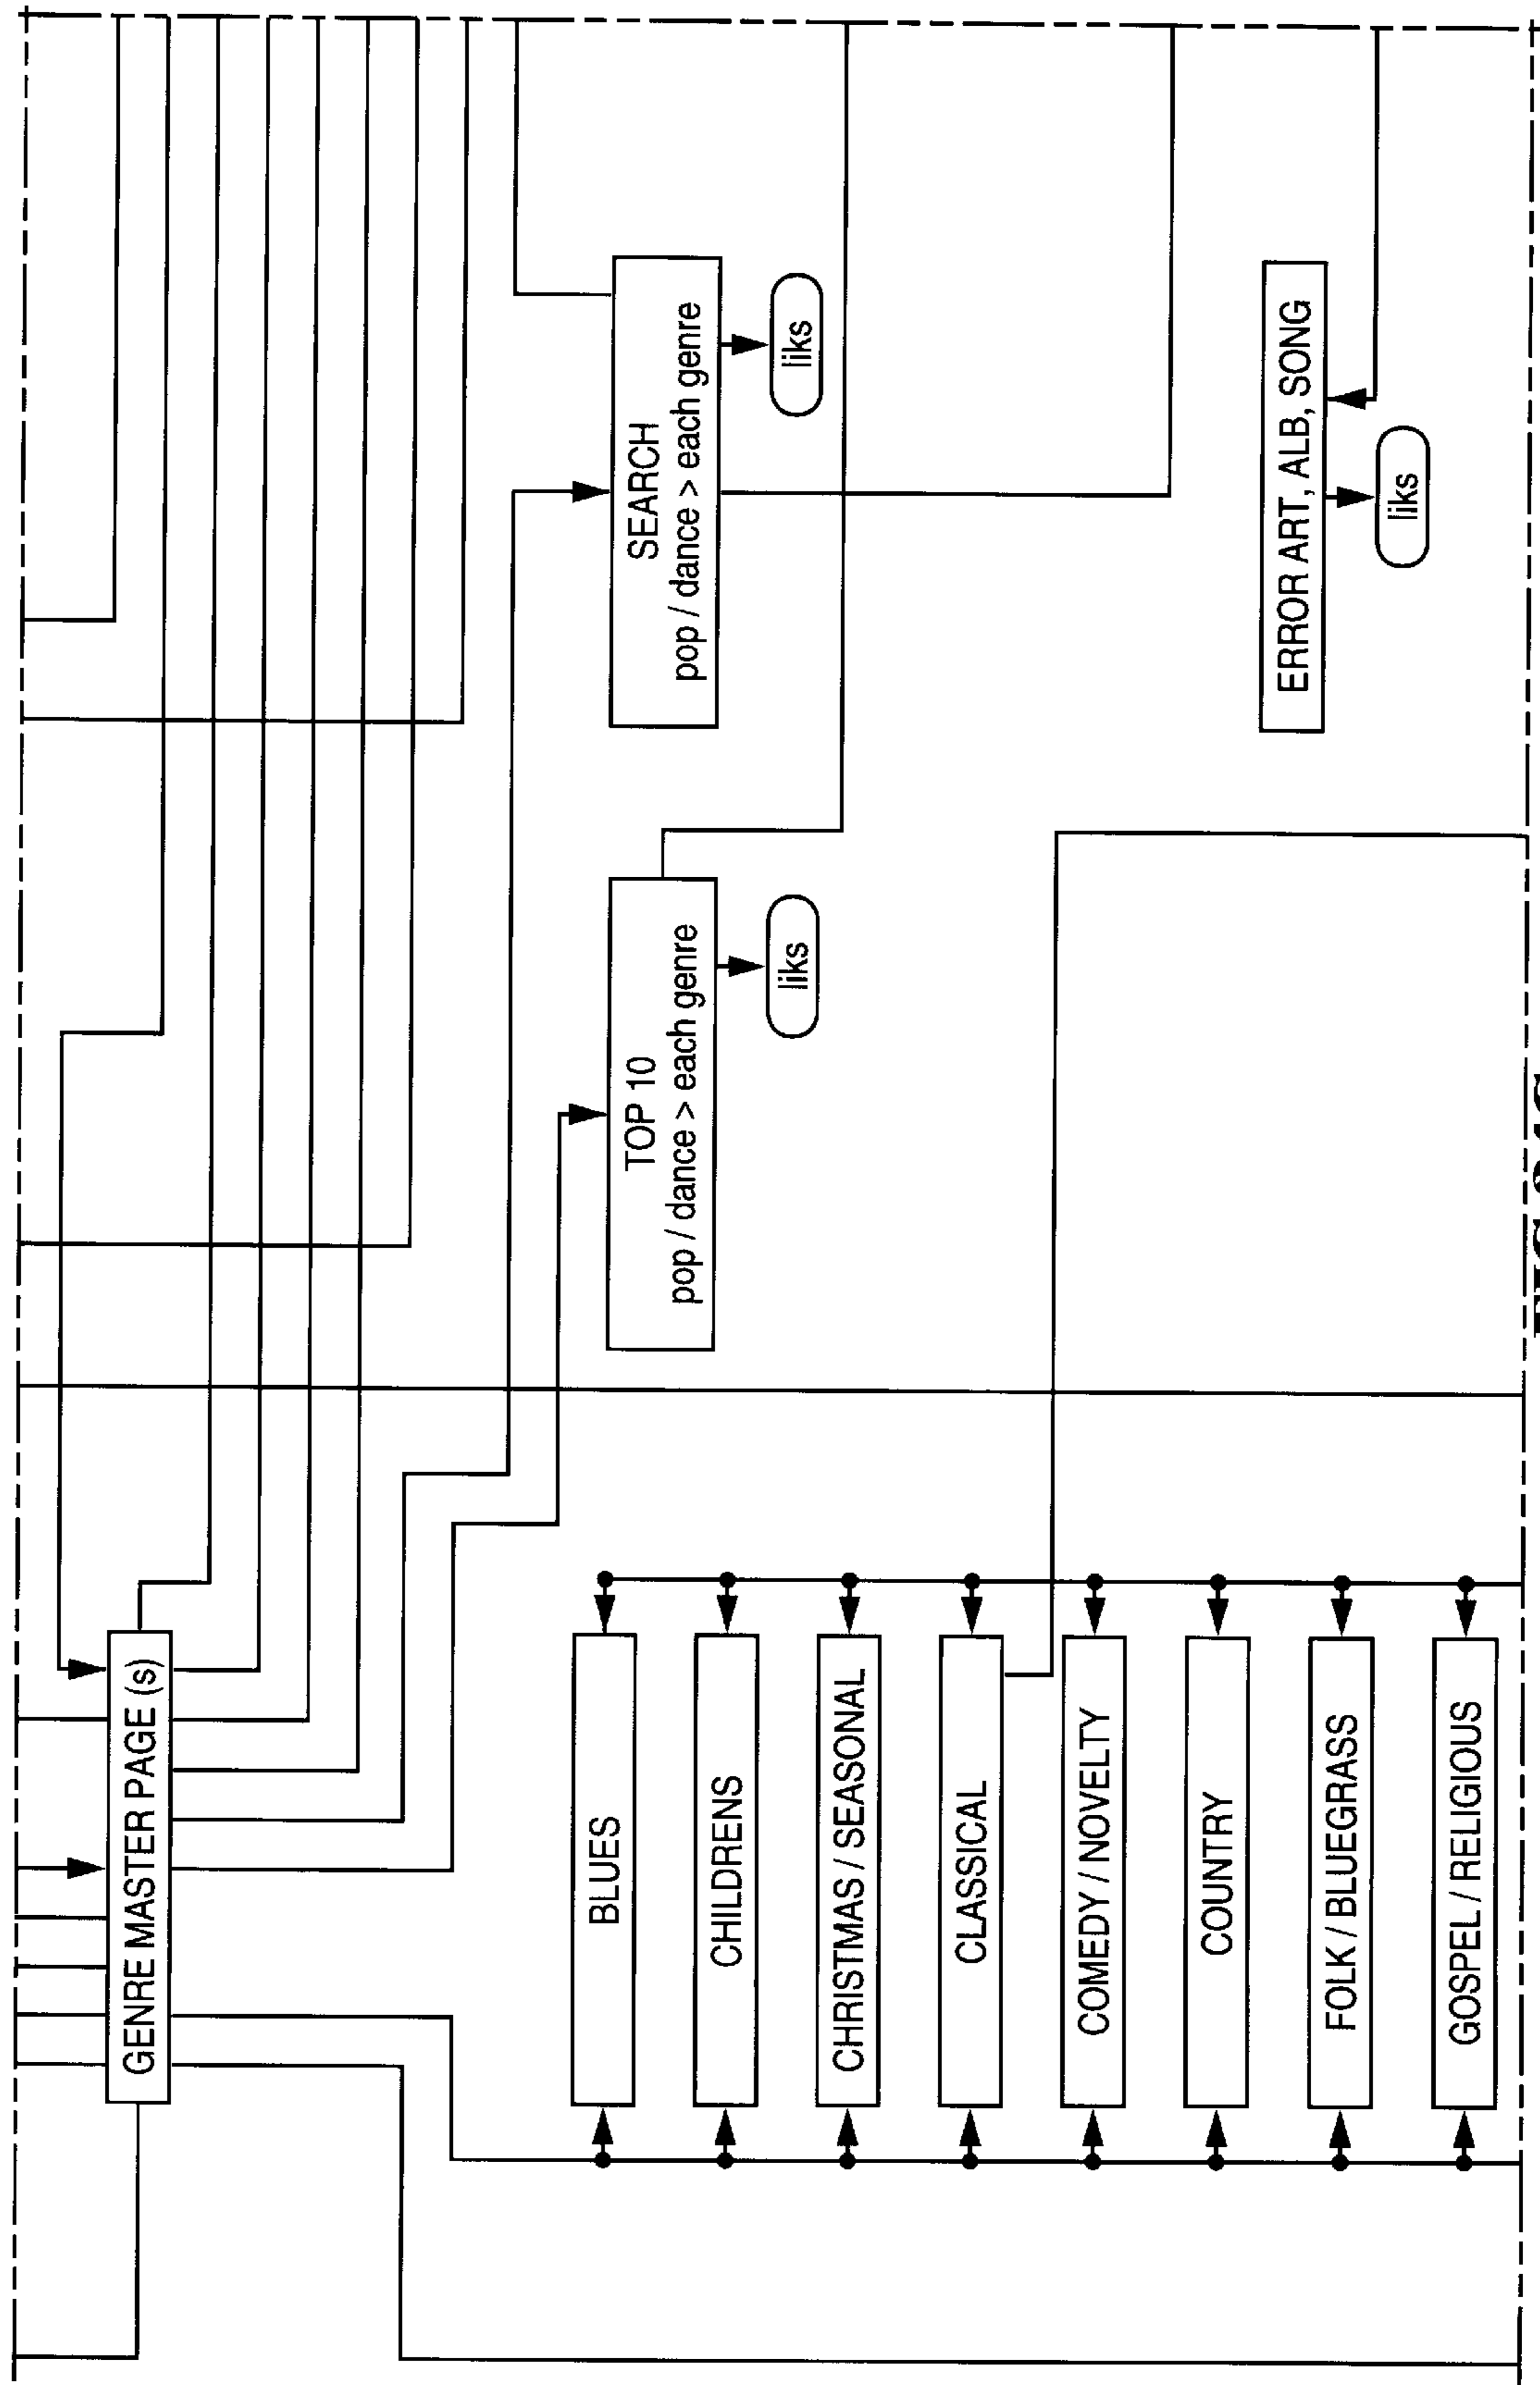 GENRE MASTER PAGE (s)
SEARCH
pop / dance > each genre
liks
TOP 10
pop / dance > each genre
liks
ERROR ART, ALB, SONG
liks
BLUES
CHILDRENS
CHRISTMAS / SEASONAL
CLASSICAL
COMEDY / NOVELTY
COUNTRY
FOLK / BLUEGRASS
GOSPEL / RELIGIOUS